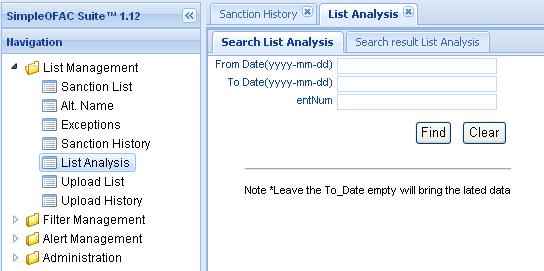 SimpleOFAC Suite™ 1.12
Navigation
List Management
Sanction List
Alt. Name
Exceptions
Sanction History
List Analysis
Upload List
Upload History
Filter Management
Alert Management
Administration
Sanction History
List Analysis
Search List Analysis
Search result List Analysis
From Date(yyyy-mm-dd)
To Date(yyyy-mm-dd)
entNum
Find
Clear
Note *Leave the To_Date empty will bring the lated data